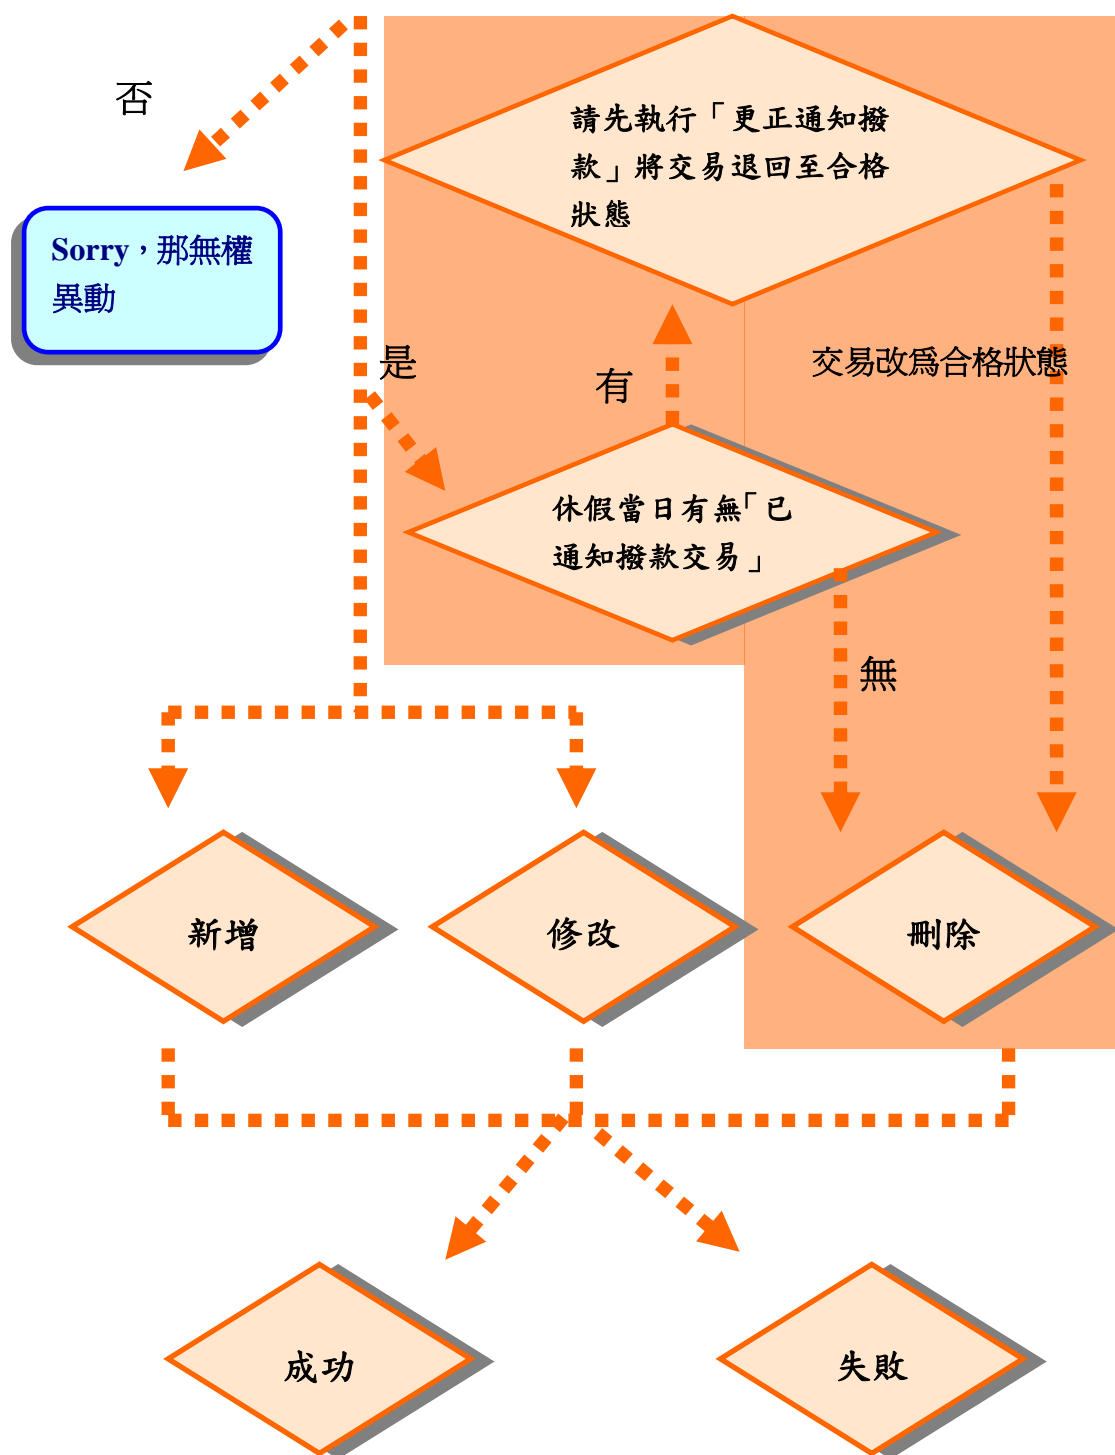 否
請先執行「更正通知撥
款」將交易退回至合格
狀態
Sorry，那無權
異動
是
有
交易改為合格狀態
休假當日有無「已
通知撥款交易」
無
新增
修改
刪除
成功
失敗